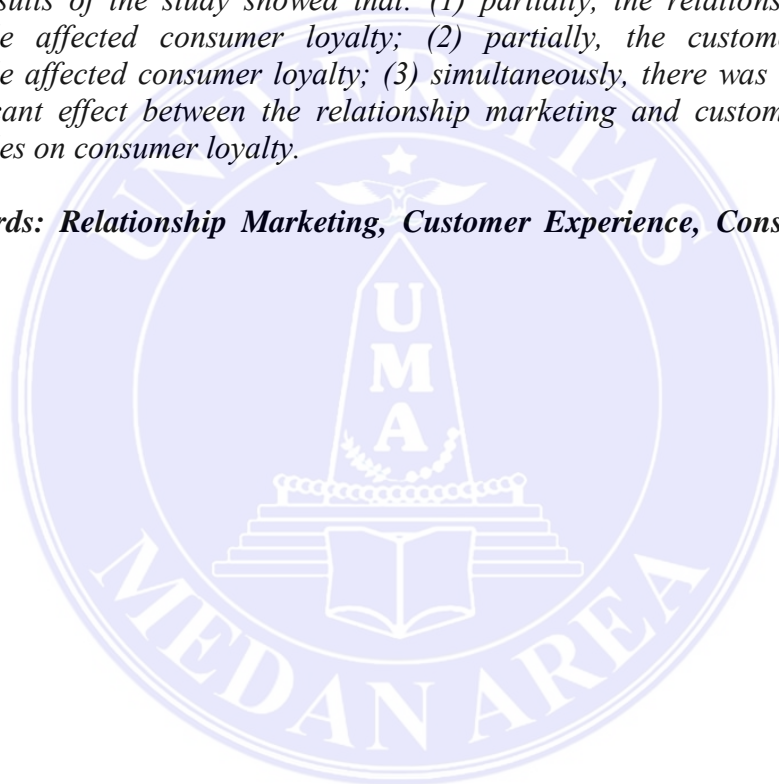 sults of the study showed that: (1) partially, the relations
e affected consumer loyalty; (2) partially, the custome
e affected consumer loyalty; (3) simultaneously, there was
cant effect between the relationship marketing and custom
es on consumer loyalty.
rds: Relationship Marketing, Customer Experience, Cons
UNIVERSITAS
U
M
A
MEDAN AREA